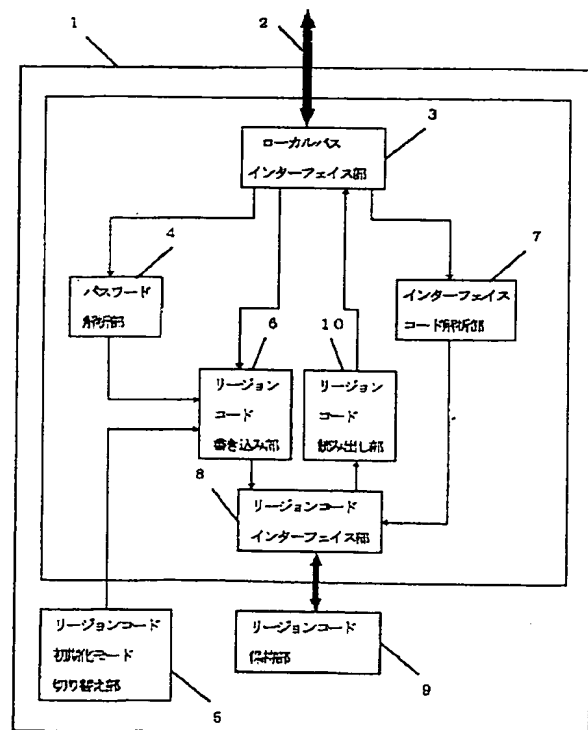 1
2
3
ローカルバス
インターフェイス部
4
7
パスワード
解析部
インターフェイス
コード解析部
6
10
リージョン
コード
書き込み部
リージョン
コード
読み出し部
8
リージョンコード
インターフェイス部
リージョンコード
初期化モード
切り替え部
5
リージョンコード
保持部
9